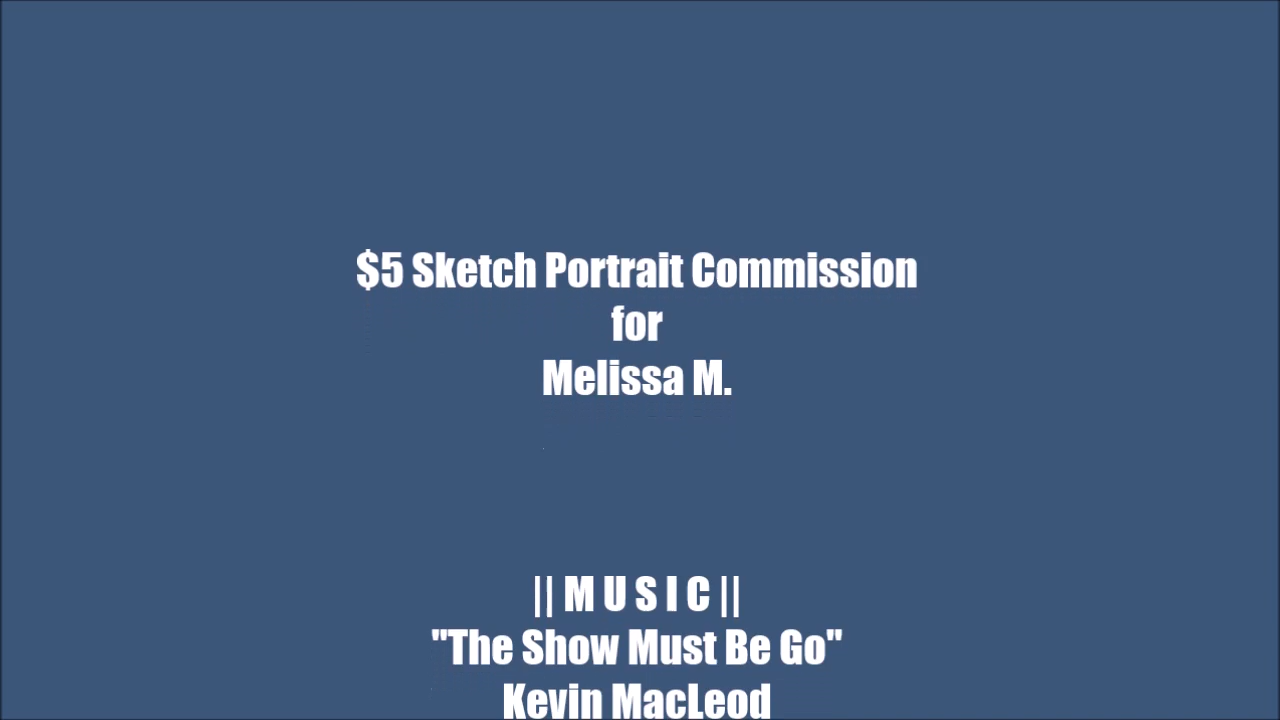 $5 Sketch Portrait Commission
for
Melissa M.
|| M U S I C ||
"The Show Must Be Go"
Kevin MacLeod